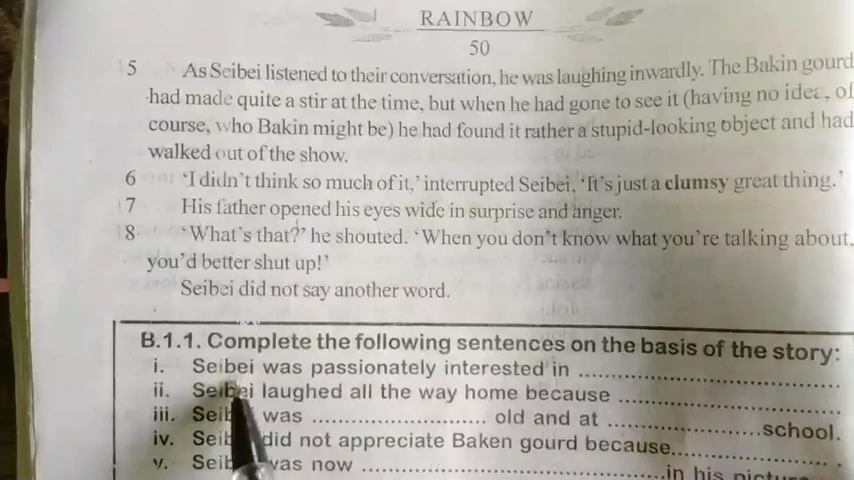 RAINBOW
50
5 As Seibei listened to their conversation, he was laughing inwardly. The Bakin gourd
had made quite a stir at the time, but when he had gone to see it (having no idea, of
course, who Bakin might be) he had found it rather a stupid-looking object and had
walked out of the show.
6 'I didn't think so much of it,' interrupted Seibei, 'It's just a clumsy great thing.'
7 His father opened his eyes wide in surprise and anger.
8 'What's that?' he shouted. 'When you don't know what you're talking about,
you'd better shut up!'
Seibei did not say another word.
B.1.1. Complete the following sentences on the basis of the story:
i. Seibei was passionately interested in ........................................
ii. Seibei laughed all the way home because ..................................
iii. Seibei was .......................... old and at .......................school.
iv. did not appreciate Baken gourd because..........................
v. was now ..............................................in his